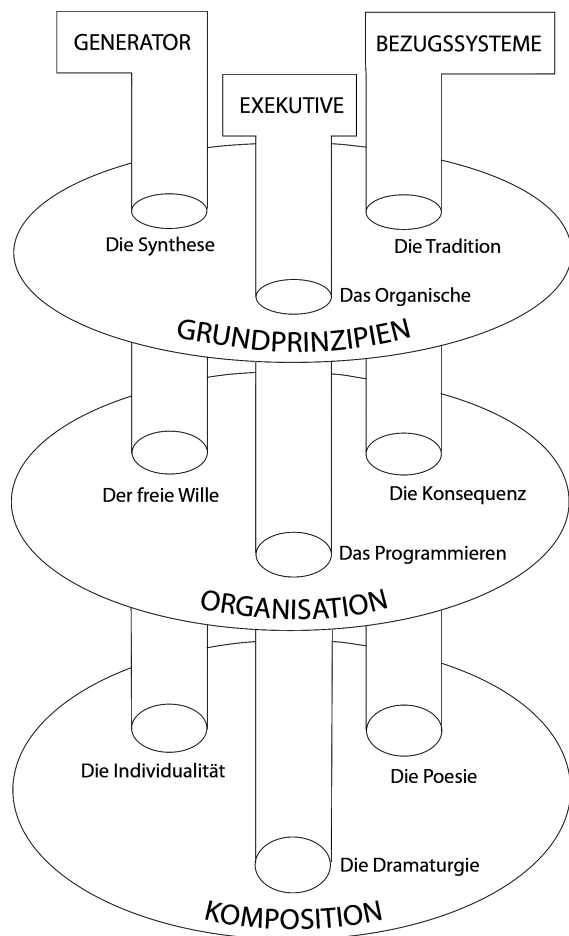 GENERATOR
BEZUGSSYSTEME
EXEKUTIVE
Die Synthese
Die Tradition
Das Organische
GRUNDPRINZIPIEN
Der freie Wille
Die Konsequenz
Das Programmieren
ORGANISATION
Die Individualität
Die Poesie
Die Dramaturgie
KOMPOSITION